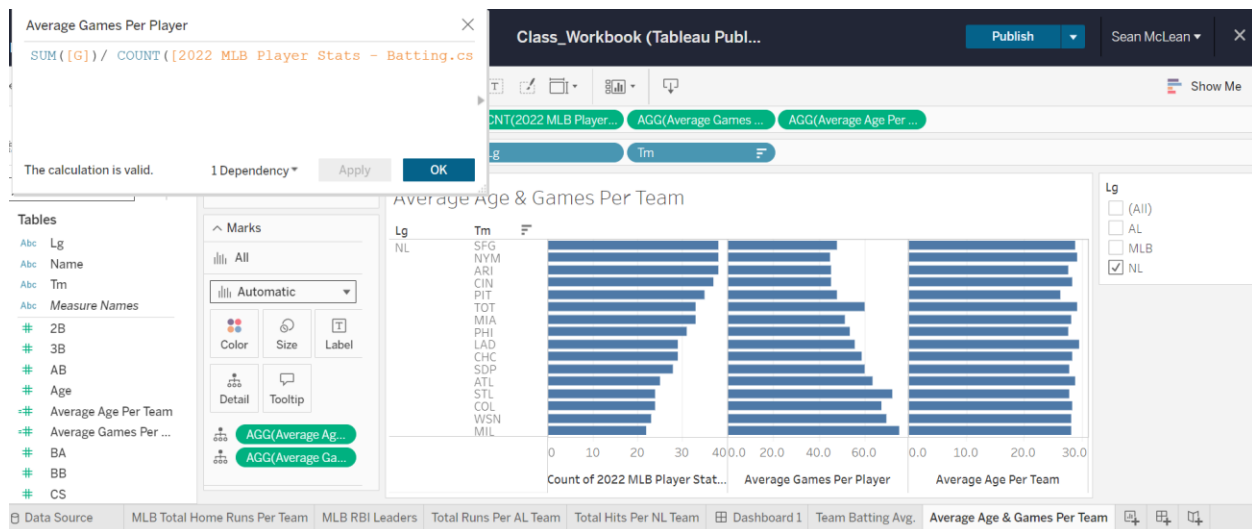 Average Games Per Player
SUM([G])/ COUNT([2022 MLB Player Stats - Batting.cs
The calculation is valid.
1 Dependency
Apply
OK
Class_Workbook (Tableau Publ...
Publish
Sean McLean
Show Me
CNT(2022 MLB Player...
AGG(Average Games ...
AGG(Average Age Per ...
Lg
Tm
Tables
Abc Lg
Abc Name
Abc Tm
Abc Measure Names
# 2B
# 3B
# AB
# Age
=# Average Age Per Team
=# Average Games Per ...
# BA
# BB
# CS
Marks
All
Automatic
Color
Size
Label
Detail
Tooltip
AGG(Average Ag...
AGG(Average Ga...
Average Age & Games Per Team
Lg
Tm
NL
SFG
NYM
ARI
CIN
PIT
TOT
MIA
PHI
LAD
CHC
SDP
ATL
STL
COL
WSN
MIL
0 10 20 30 40
0.0 20.0 40.0 60.0
0.0 10.0 20.0 30.0
Count of 2022 MLB Player Stat...
Average Games Per Player
Average Age Per Team
Lg
(All)
AL
MLB
NL
Data Source
MLB Total Home Runs Per Team
MLB RBI Leaders
Total Runs Per AL Team
Total Hits Per NL Team
Dashboard 1
Team Batting Avg.
Average Age & Games Per Team